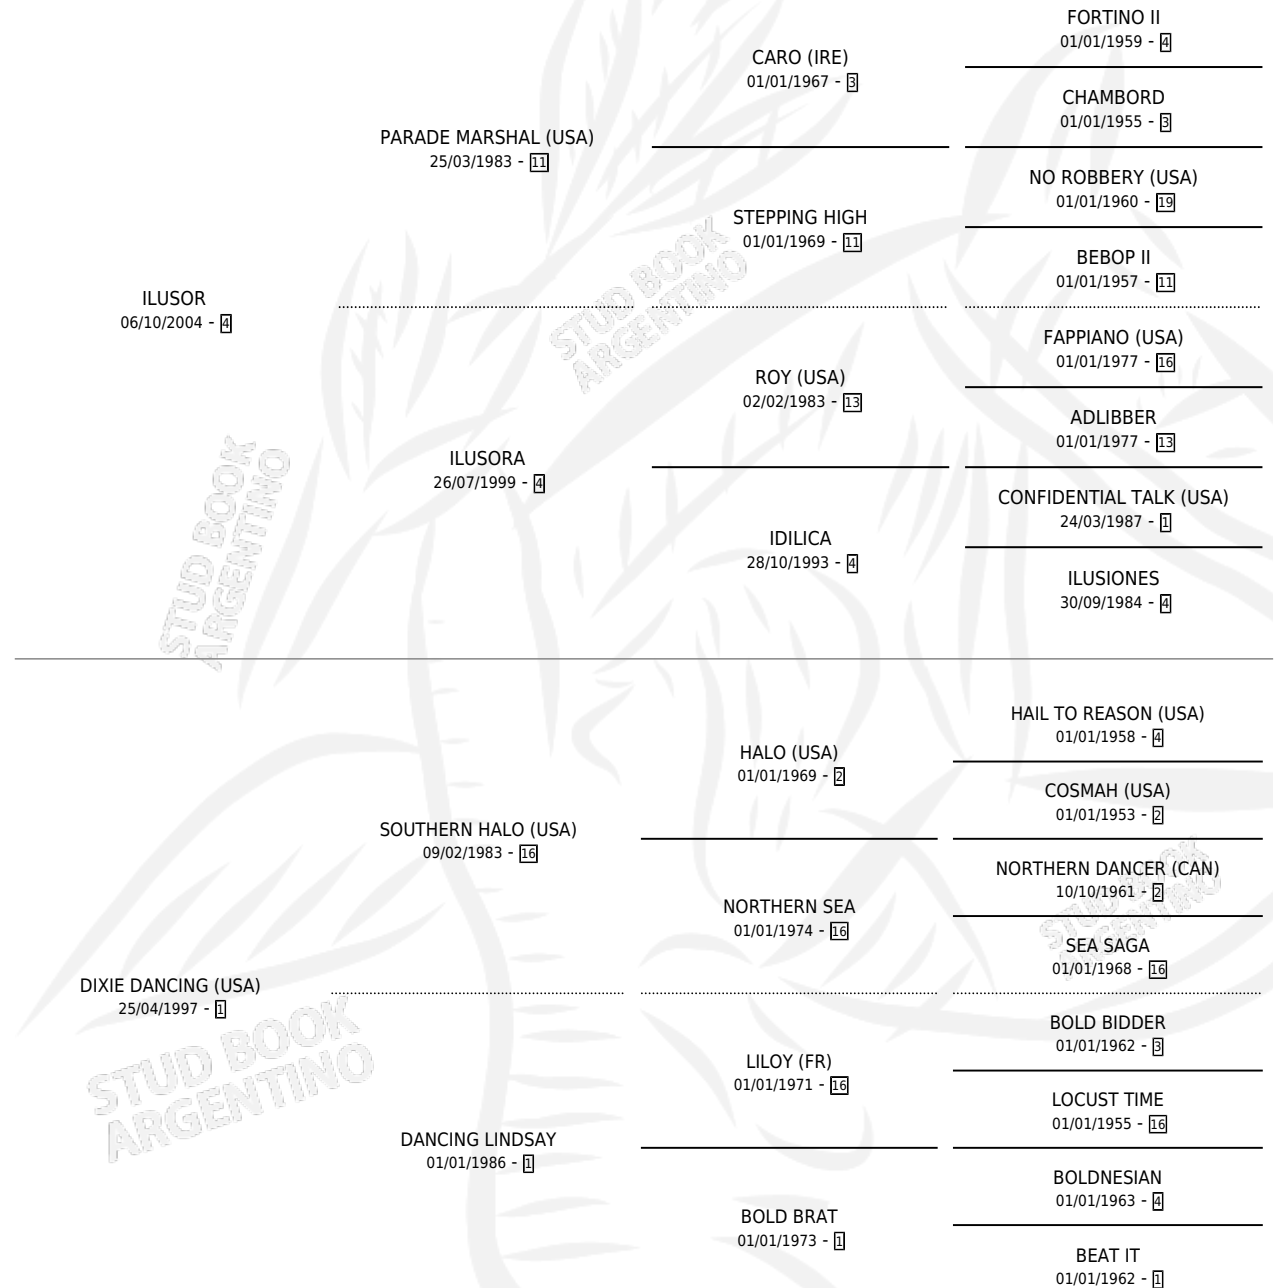 FORTINO II
01/01/1959 - 4
CARO (IRE)
01/01/1967 - 3
CHAMBORD
01/01/1955 - 3
PARADE MARSHAL (USA)
25/03/1983 - 11
NO ROBBERY (USA)
01/01/1960 - 19
STEPPING HIGH
01/01/1969 - 11
BEBOP II
01/01/1957 - 11
ILUSOR
06/10/2004 - 4
STUD BOOK
ARGENTINO
FAPPIANO (USA)
01/01/1977 - 16
ROY (USA)
02/02/1983 - 13
ADLIBBER
01/01/1977 - 13
ILUSORA
26/07/1999 - 4
CONFIDENTIAL TALK (USA)
24/03/1987 - 1
IDILICA
28/10/1993 - 4
ILUSIONES
30/09/1984 - 4
STUD BOOK
ARGENTINO
HAIL TO REASON (USA)
01/01/1958 - 4
HALO (USA)
01/01/1969 - 2
COSMAH (USA)
01/01/1953 - 2
SOUTHERN HALO (USA)
09/02/1983 - 16
NORTHERN DANCER (CAN)
10/10/1961 - 2
NORTHERN SEA
01/01/1974 - 16
STUD BOOK
ARGENTINO
SEA SAGA
01/01/1968 - 16
DIXIE DANCING (USA)
25/04/1997 - 1
BOLD BIDDER
01/01/1962 - 3
STUD BOOK
ARGENTINO
LILOY (FR)
01/01/1971 - 16
LOCUST TIME
01/01/1955 - 16
DANCING LINDSAY
01/01/1986 - 1
BOLDNESIAN
01/01/1963 - 4
BOLD BRAT
01/01/1973 - 1
BEAT IT
01/01/1962 - 1